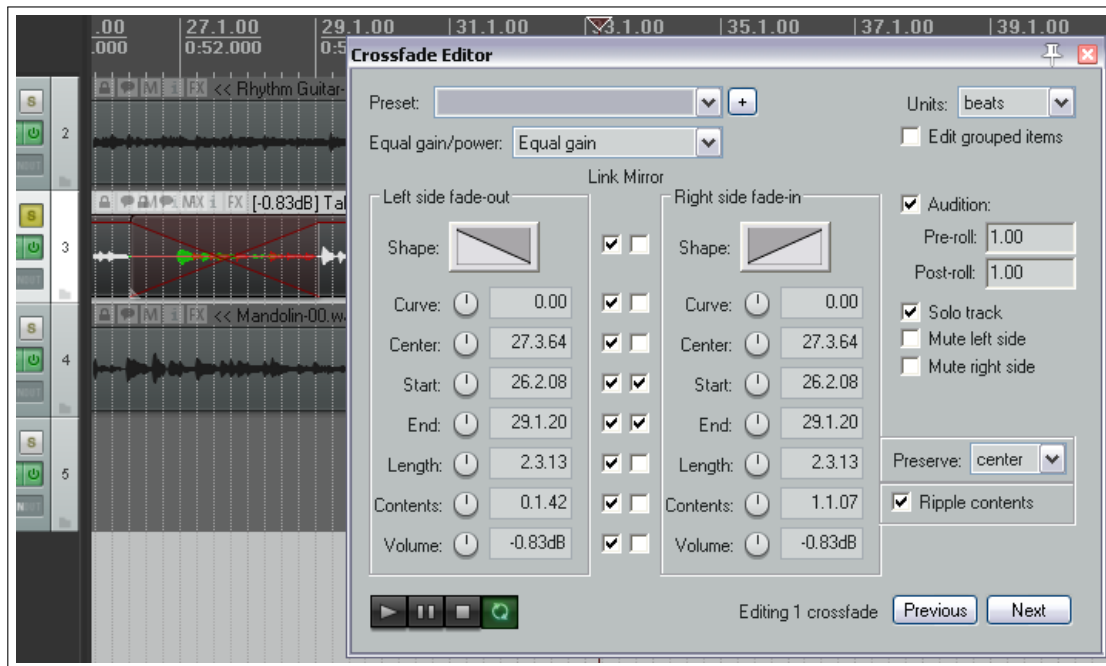 .00 27.1.00 29.1.00 31.1.00 33.1.00 35.1.00 37.1.00 39.1.00
.000 0:52.000 0:5
Crossfade Editor
M i FX << Rhythm Guitar-
S
2
Preset: +
Units: beats
Equal gain/power: Equal gain
Edit grouped items
Link Mirror
[-0.83dB] Tal
S
3
Left side fade-out
Right side fade-in
Audition:
Shape:
Shape:
Pre-roll: 1.00
Post-roll: 1.00
Curve: 0.00
Curve: 0.00
Solo track
M i FX << Mandolin-00.w
S
4
Center: 27.3.64
Center: 27.3.64
Mute left side
Start: 26.2.08
Start: 26.2.08
Mute right side
End: 29.1.20
End: 29.1.20
S
5
Length: 2.3.13
Length: 2.3.13
Preserve: center
Contents: 0.1.42
Contents: 1.1.07
Ripple contents
Volume: -0.83dB
Volume: -0.83dB
Editing 1 crossfade
Previous
Next